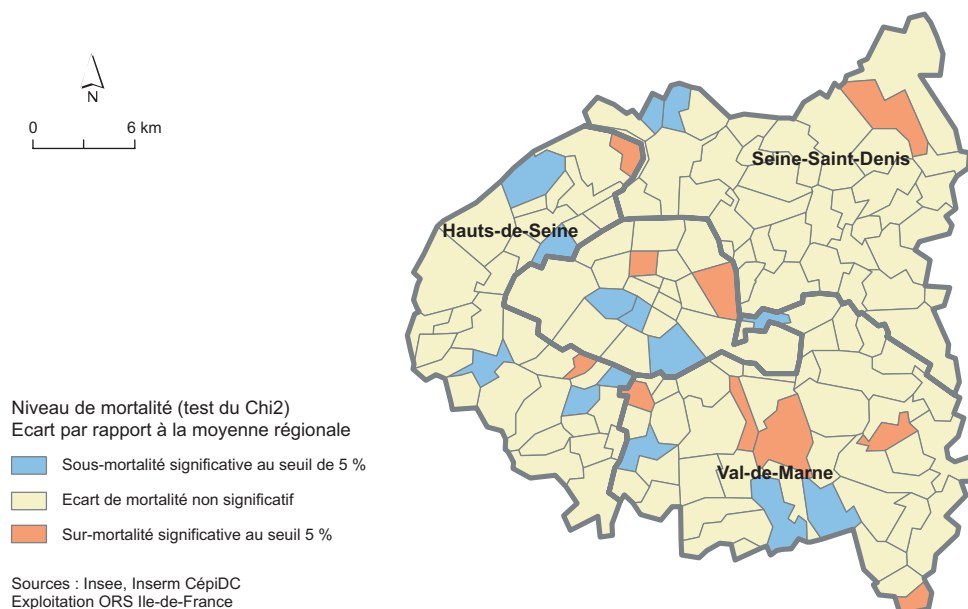 N
0 6 km
Seine-Saint-Denis
Hauts-de-Seine
Val-de-Marne
Niveau de mortalité (test du Chi2)
Ecart par rapport à la moyenne régionale
Sous-mortalité significative au seuil de 5 %
Ecart de mortalité non significatif
Sur-mortalité significative au seuil 5 %
Sources : Insee, Inserm CépiDC
Exploitation ORS Ile-de-France